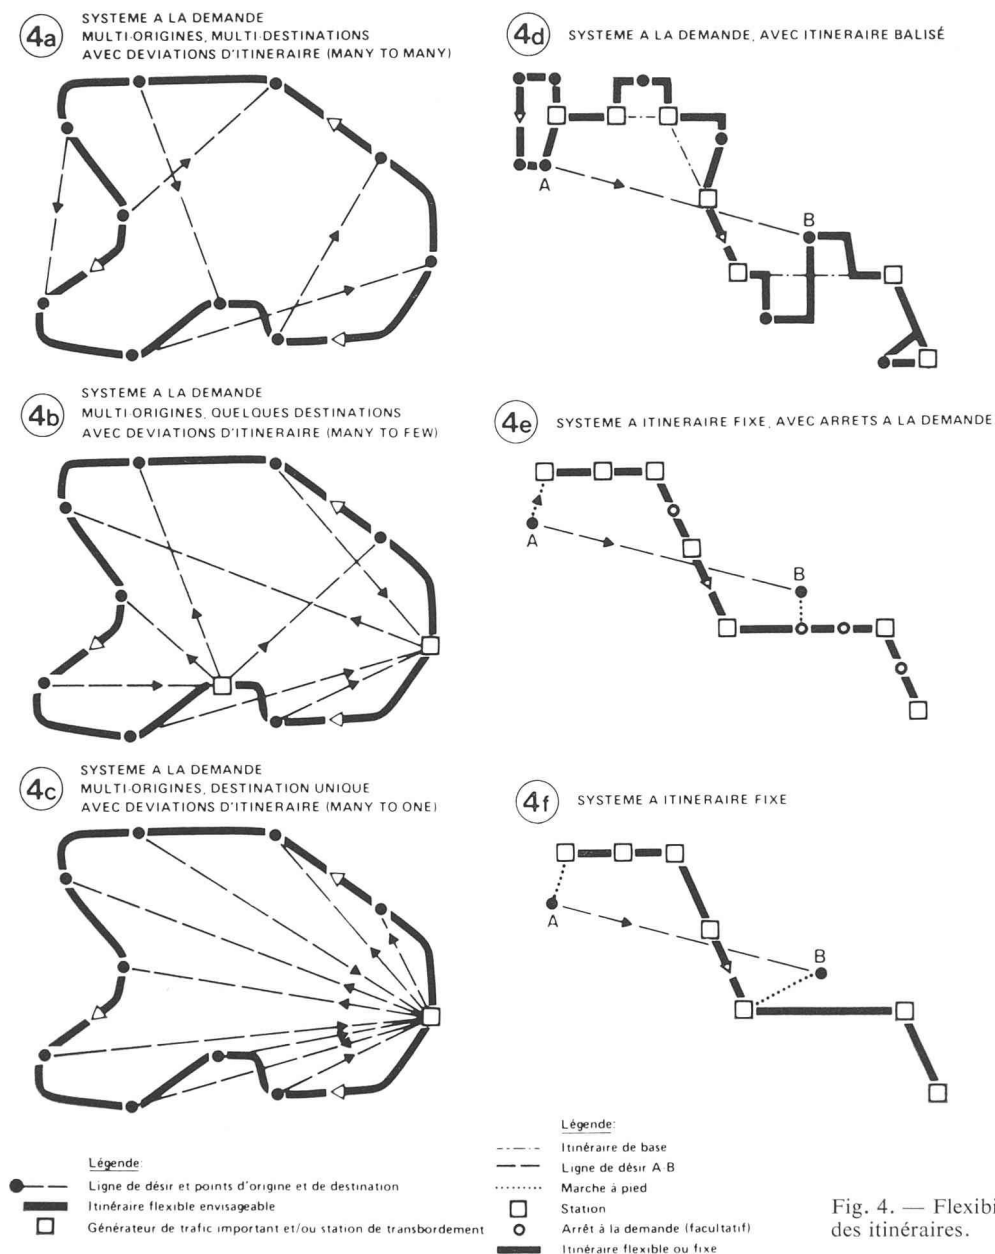 4a
SYSTEME A LA DEMANDE
MULTI-ORIGINES, MULTI-DESTINATIONS
AVEC DEVIATIONS D'ITINERAIRE (MANY TO MANY)
4b
SYSTEME A LA DEMANDE
MULTI-ORIGINES, QUELQUES DESTINATIONS
AVEC DEVIATIONS D'ITINERAIRE (MANY TO FEW)
4c
SYSTEME A LA DEMANDE
MULTI-ORIGINES, DESTINATION UNIQUE
AVEC DEVIATIONS D'ITINERAIRE (MANY TO ONE)
Légende:
Ligne de désir et points d'origine et de destination
Itinéraire flexible envisageable
Générateur de trafic important et/ou station de transbordement
4d
SYSTEME A LA DEMANDE, AVEC ITINERAIRE BALISÉ
A
B
4e
SYSTEME A ITINERAIRE FIXE, AVEC ARRETS A LA DEMANDE
A
B
4f
SYSTEME A ITINERAIRE FIXE
A
B
Légende:
Itinéraire de base
Ligne de désir A-B
Marche à pied
Station
Arrêt à la demande (facultatif)
Itinéraire flexible ou fixe
Fig. 4. — Flexibi
des itinéraires.